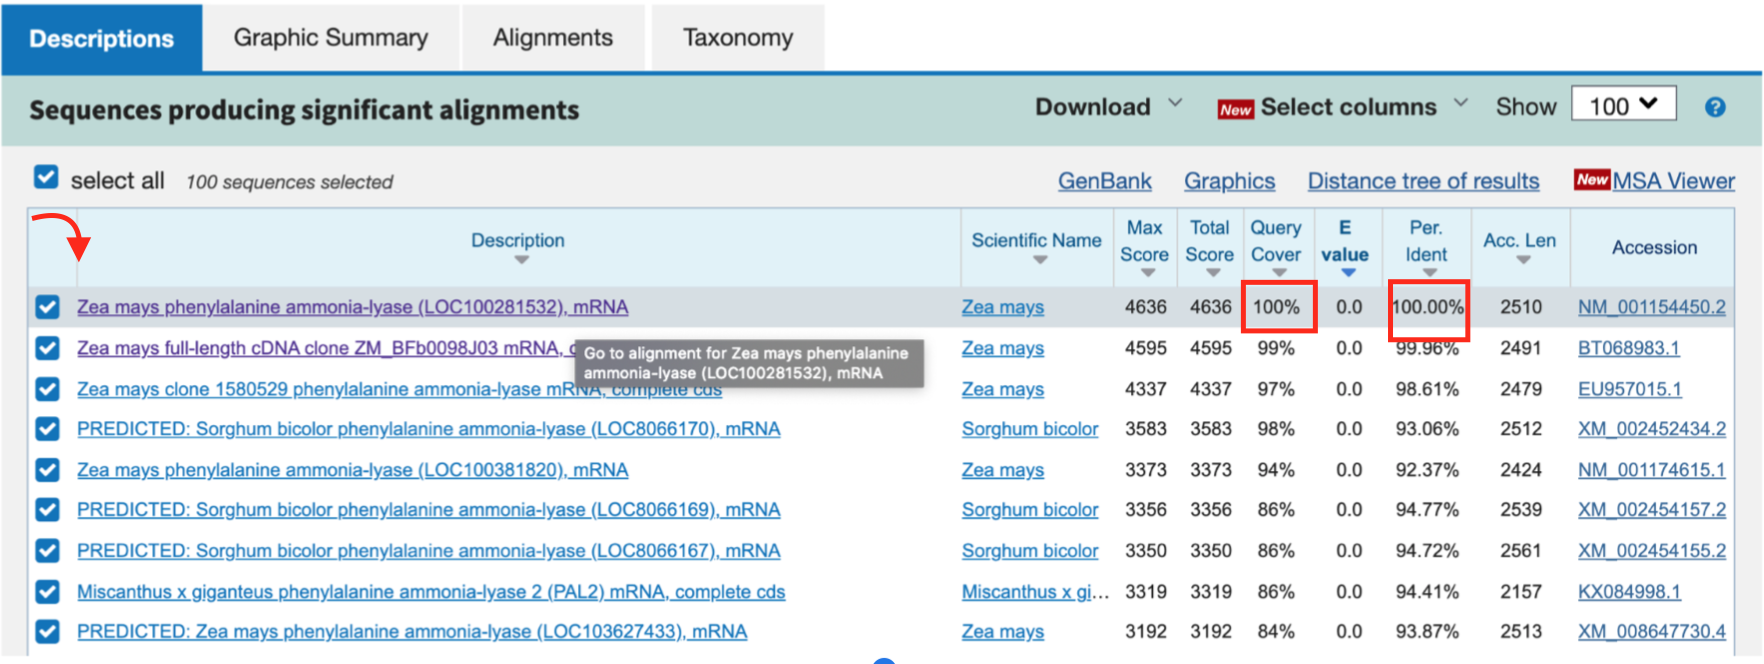 Descriptions Graphic Summary Alignments Taxonomy
Sequences producing significant alignments Download New Select columns Show 100 ?
select all 100 sequences selected GenBank Graphics Distance tree of results New MSA Viewer
Description Scientific Name Max Score Total Score Query Cover E value Per. Ident Acc. Len Accession
Zea mays phenylalanine ammonia-lyase (LOC100281532), mRNA Zea mays 4636 4636 100% 0.0 100.00% 2510 NM_001154450.2
Zea mays full-length cDNA clone ZM_BFb0098J03 mRNA, c Zea mays 4595 4595 99% 0.0 99.96% 2491 BT068983.1
Go to alignment for Zea mays phenylalanine
ammonia-lyase (LOC100281532), mRNA
Zea mays clone 1580529 phenylalanine ammonia-lyase mRNA, complete cds Zea mays 4337 4337 97% 0.0 98.61% 2479 EU957015.1
PREDICTED: Sorghum bicolor phenylalanine ammonia-lyase (LOC8066170), mRNA Sorghum bicolor 3583 3583 98% 0.0 93.06% 2512 XM_002452434.2
Zea mays phenylalanine ammonia-lyase (LOC100381820), mRNA Zea mays 3373 3373 94% 0.0 92.37% 2424 NM_001174615.1
PREDICTED: Sorghum bicolor phenylalanine ammonia-lyase (LOC8066169), mRNA Sorghum bicolor 3356 3356 86% 0.0 94.77% 2539 XM_002454157.2
PREDICTED: Sorghum bicolor phenylalanine ammonia-lyase (LOC8066167), mRNA Sorghum bicolor 3350 3350 86% 0.0 94.72% 2561 XM_002454155.2
Miscanthus x giganteus phenylalanine ammonia-lyase 2 (PAL2) mRNA, complete cds Miscanthus x gi... 3319 3319 86% 0.0 94.41% 2157 KX084998.1
PREDICTED: Zea mays phenylalanine ammonia-lyase (LOC103627433), mRNA Zea mays 3192 3192 84% 0.0 93.87% 2513 XM_008647730.4